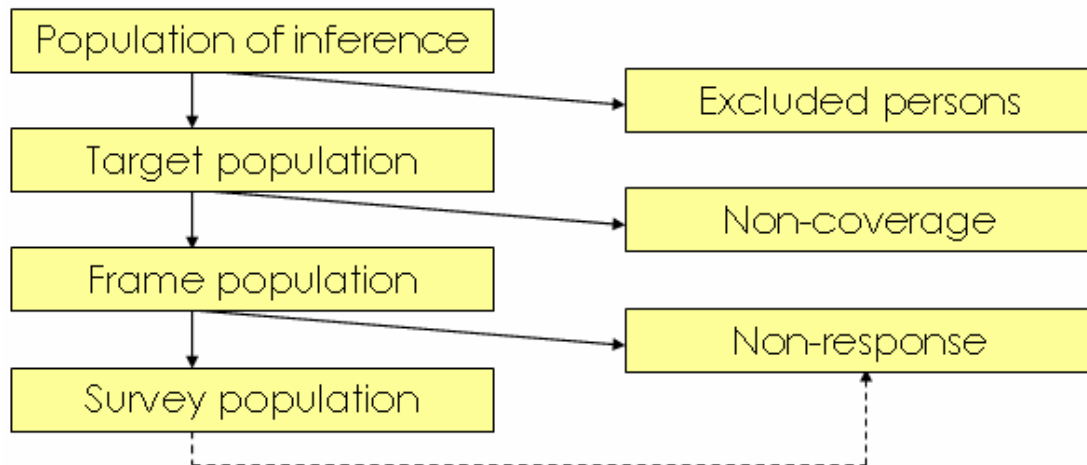 Population of inference
Excluded persons
Target population
Non-coverage
Frame population
Non-response
Survey population